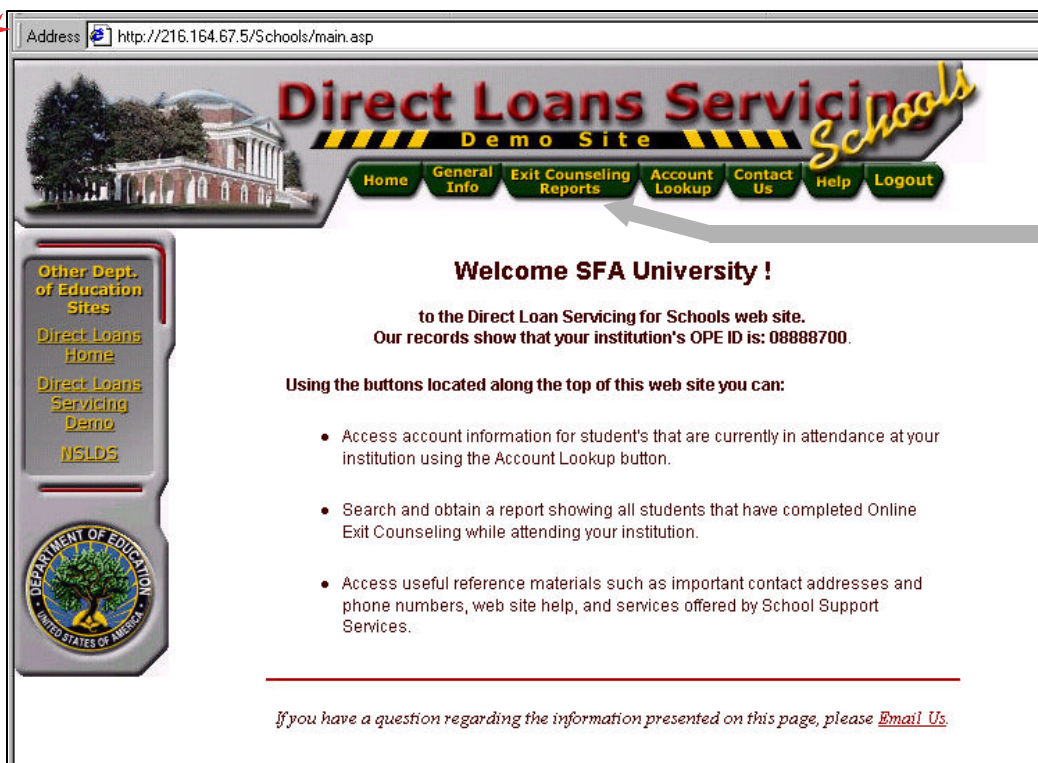 Address http://216.164.67.5/Schools/main.asp
Direct Loans Servicing
Schools
Demo Site
Home General Info Exit Counseling Reports Account Lookup Contact Us Help Logout
Other Dept.
of Education
Sites
Direct Loans
Home
Direct Loans
Servicing
Demo
NSLDS
DEPARTMENT OF EDUCATION
UNITED STATES OF AMERICA
Welcome SFA University !
to the Direct Loan Servicing for Schools web site.
Our records show that your institution's OPE ID is: 08888700.
Using the buttons located along the top of this web site you can:
Access account information for student's that are currently in attendance at your
institution using the Account Lookup button.
Search and obtain a report showing all students that have completed Online
Exit Counseling while attending your institution.
Access useful reference materials such as important contact addresses and
phone numbers, web site help, and services offered by School Support
Services.
If you have a question regarding the information presented on this page, please Email Us.